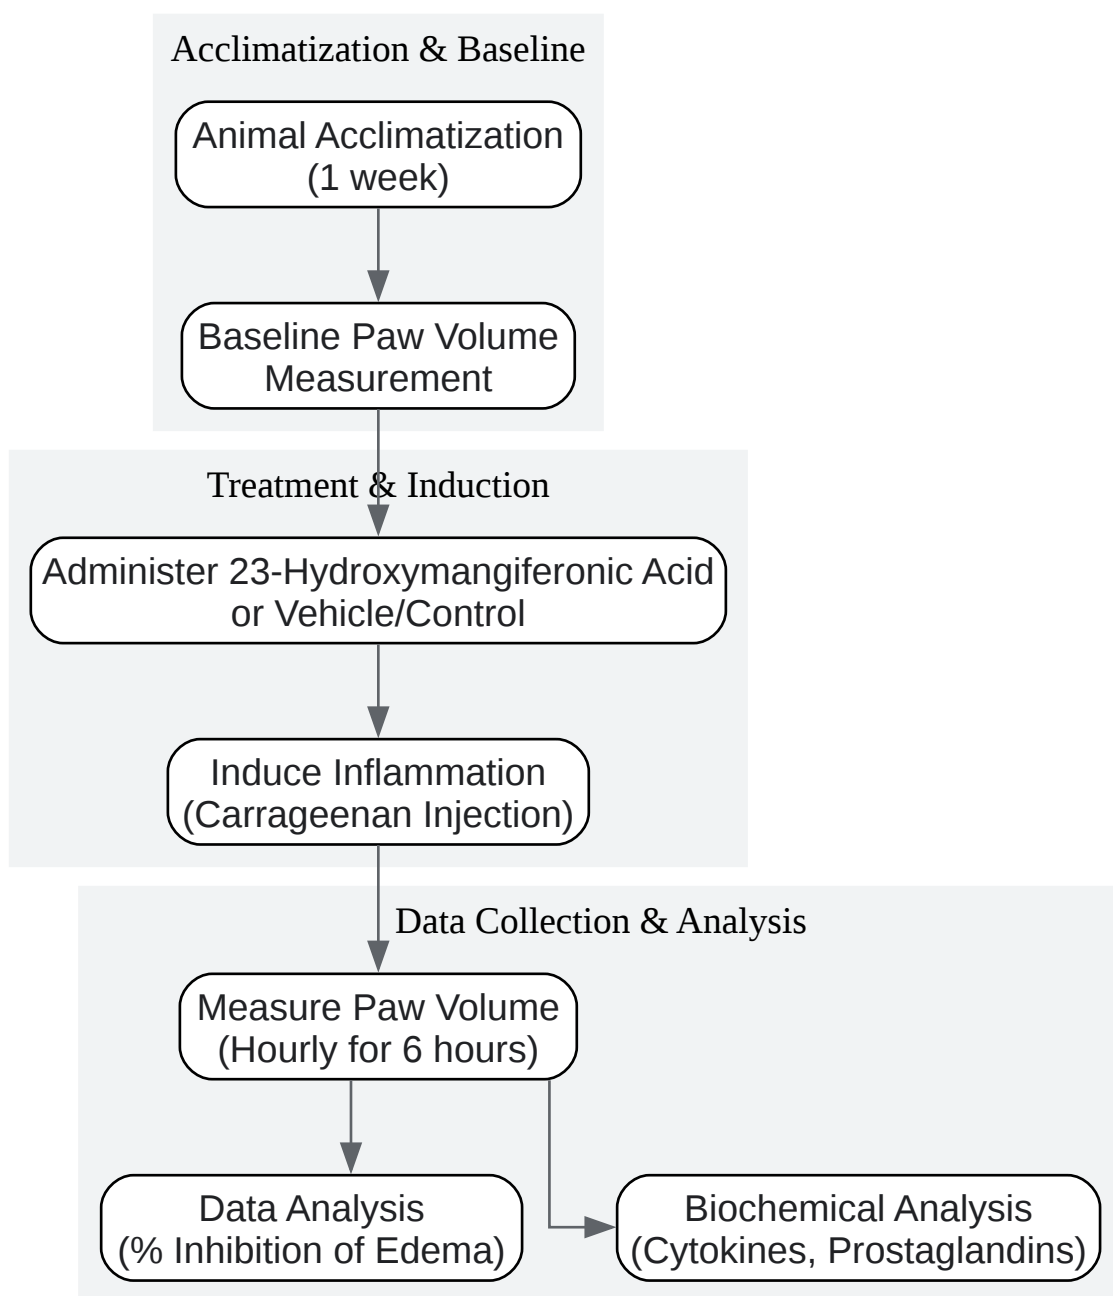 Acclimatization & Baseline
Animal Acclimatization
(1 week)
Baseline Paw Volume
Measurement
Treatment & Induction
Administer 23-Hydroxymangiferonic Acid
or Vehicle/Control
Induce Inflammation
(Carrageenan Injection)
Data Collection & Analysis
Measure Paw Volume
(Hourly for 6 hours)
Data Analysis
(% Inhibition of Edema)
Biochemical Analysis
(Cytokines, Prostaglandins)